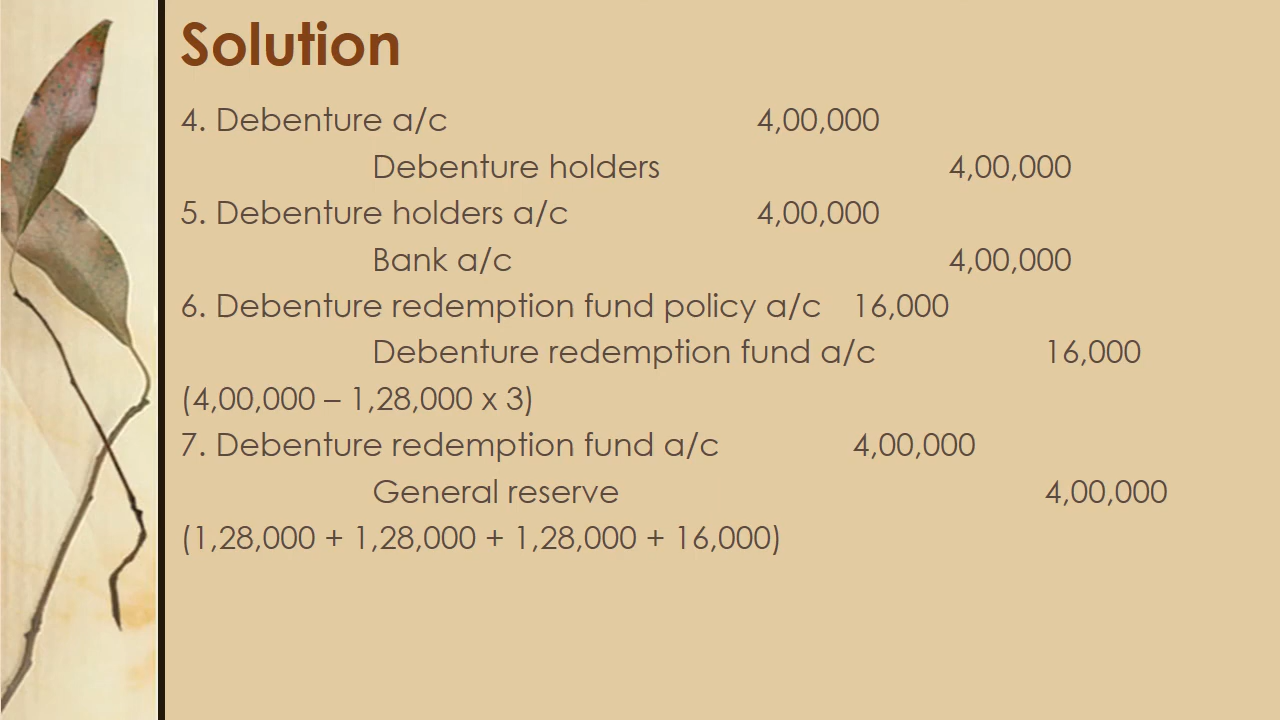 Solution
4. Debenture a/c 4,00,000
Debenture holders 4,00,000
5. Debenture holders a/c 4,00,000
Bank a/c 4,00,000
6. Debenture redemption fund policy a/c 16,000
Debenture redemption fund a/c 16,000
(4,00,000 – 1,28,000 x 3)
7. Debenture redemption fund a/c 4,00,000
General reserve 4,00,000
(1,28,000 + 1,28,000 + 1,28,000 + 16,000)